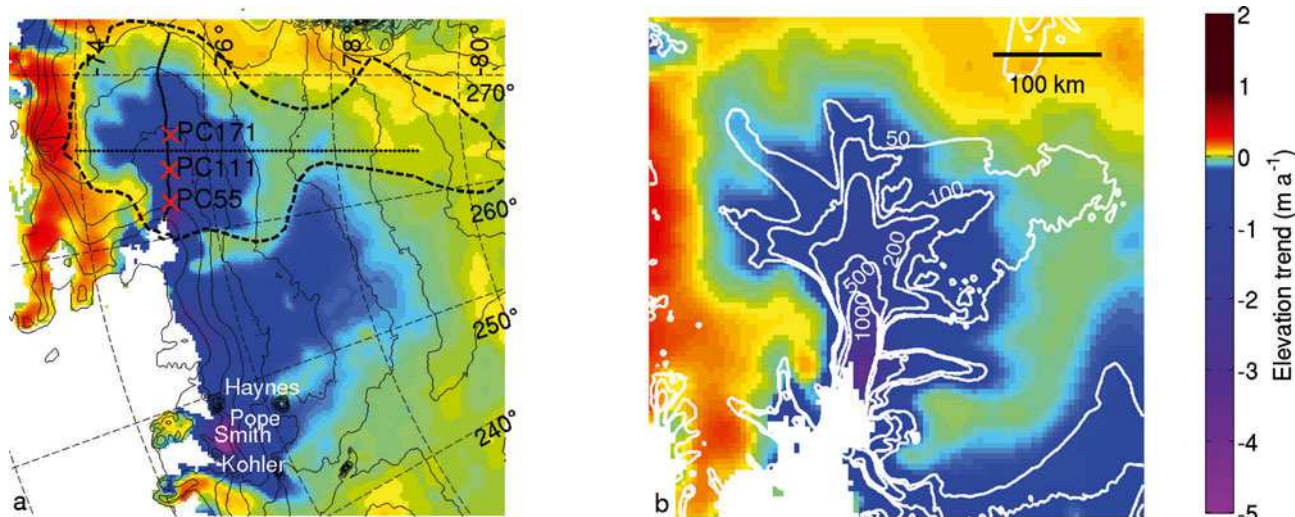 -74°
-76°
-78°
-80°
270°
260°
250°
240°
PC171
PC111
PC55
Haynes
Pope
Smith
Kohler
a
100 km
50
100
200
500
1000
b
2
1
0
-1
-2
-3
-4
-5
Elevation trend (m a⁻¹)